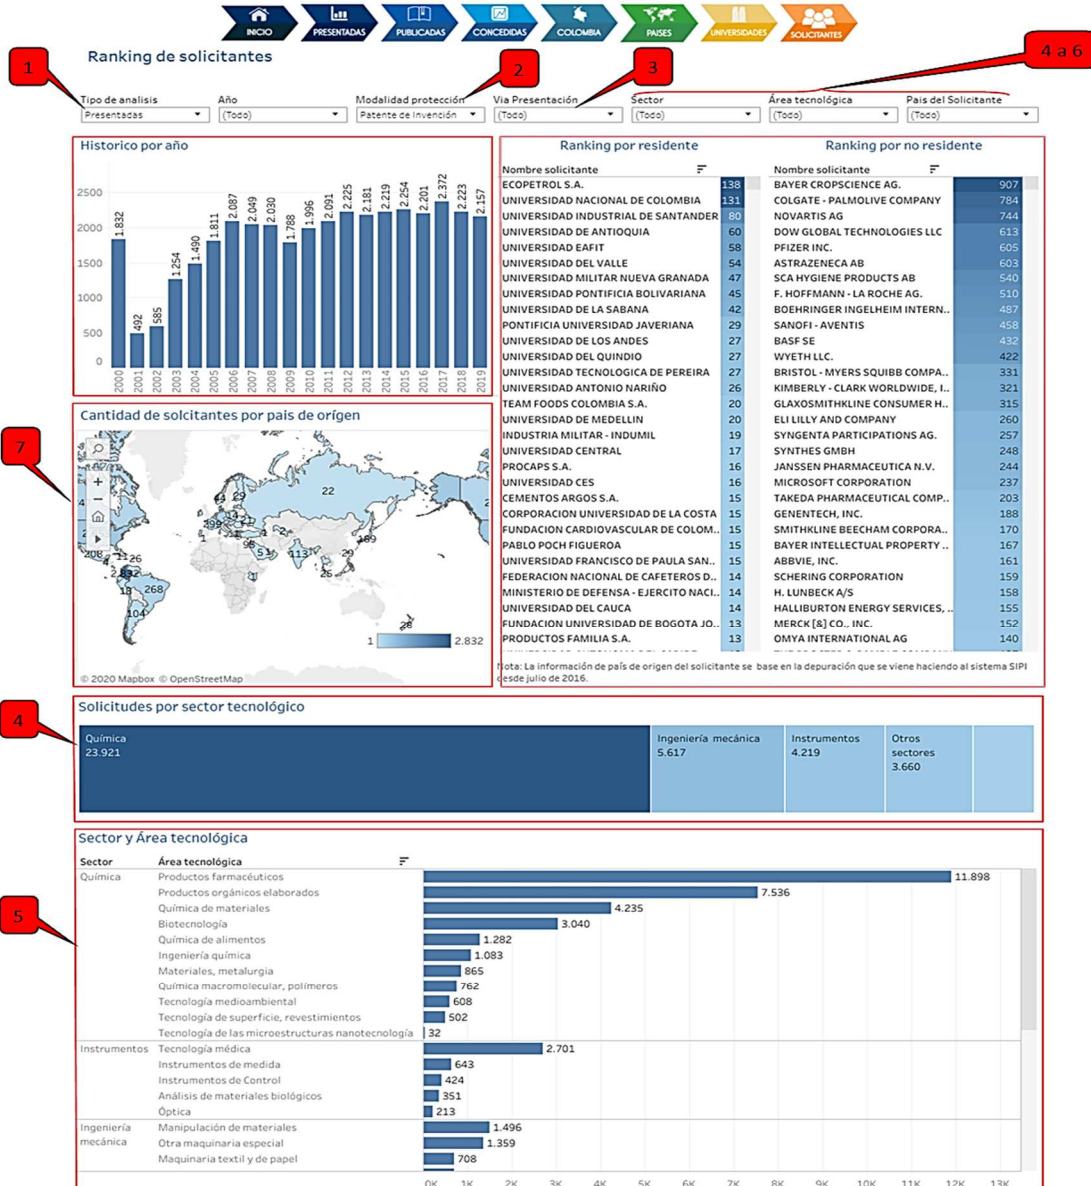 INICIO
PRESENTADAS
PUBLICADAS
CONCEDIDAS
COLOMBIA
PAISES
UNIVERSIDADES
SOLICITANTES
Ranking de solicitantes
1
2
3
4 a 6
Tipo de analisis
Año
Modalidad protección
Via Presentación
Sector
Área tecnológica
Pais del Solicitante
Presentadas
(Todo)
Patente de Invención
(Todo)
(Todo)
(Todo)
(Todo)
Historico por año
2500
2000
1500
1000
500
0
1.832
492
585
1.254
1.490
1.811
2.087
2.049
2.030
1.788
1.996
2.091
2.225
2.181
2.219
2.254
2.201
2.372
2.223
2.157
2000
2001
2002
2003
2004
2005
2006
2007
2008
2009
2010
2011
2012
2013
2014
2015
2016
2017
2018
2019
Ranking por residente
Nombre solicitante
ECOPETROL S.A. 138
UNIVERSIDAD NACIONAL DE COLOMBIA 131
UNIVERSIDAD INDUSTRIAL DE SANTANDER 80
UNIVERSIDAD DE ANTIOQUIA 60
UNIVERSIDAD EAFIT 58
UNIVERSIDAD DEL VALLE 54
UNIVERSIDAD MILITAR NUEVA GRANADA 47
UNIVERSIDAD PONTIFICIA BOLIVARIANA 45
UNIVERSIDAD DE LA SABANA 42
PONTIFICIA UNIVERSIDAD JAVERIANA 29
UNIVERSIDAD DE LOS ANDES 27
UNIVERSIDAD DEL QUINDIO 27
UNIVERSIDAD TECNOLOGICA DE PEREIRA 27
UNIVERSIDAD ANTONIO NARIÑO 26
TEAM FOODS COLOMBIA S.A. 20
UNIVERSIDAD DE MEDELLIN 20
INDUSTRIA MILITAR - INDUMIL 19
UNIVERSIDAD CENTRAL 17
PROCAPS S.A. 16
UNIVERSIDAD CES 16
CEMENTOS ARGOS S.A. 15
CORPORACION UNIVERSIDAD DE LA COSTA 15
FUNDACION CARDIOVASCULAR DE COLOM.. 15
PABLO POCH FIGUEROA 15
UNIVERSIDAD FRANCISCO DE PAULA SAN.. 15
FEDERACION NACIONAL DE CAFETEROS D.. 14
MINISTERIO DE DEFENSA - EJERCITO NACI.. 14
UNIVERSIDAD DEL CAUCA 14
FUNDACION UNIVERSIDAD DE BOGOTA JO.. 13
PRODUCTOS FAMILIA S.A. 13
Ranking por no residente
Nombre solicitante
BAYER CROPSCIENCE AG. 907
COLGATE - PALMOLIVE COMPANY 784
NOVARTIS AG 744
DOW GLOBAL TECHNOLOGIES LLC 613
PFIZER INC. 605
ASTRAZENECA AB 603
SCA HYGIENE PRODUCTS AB 540
F. HOFFMANN - LA ROCHE AG. 510
BOEHRINGER INGELHEIM INTERN.. 487
SANOFI - AVENTIS 458
BASF SE 432
WYETH LLC. 422
BRISTOL - MYERS SQUIBB COMPA.. 331
KIMBERLY - CLARK WORLDWIDE, I.. 321
GLAXOSMITHKLINE CONSUMER H.. 315
ELI LILLY AND COMPANY 260
SYNGENTA PARTICIPATIONS AG. 257
SYNTHES GMBH 248
JANSSEN PHARMACEUTICA N.V. 244
MICROSOFT CORPORATION 237
TAKEDA PHARMACEUTICAL COMP.. 203
GENENTECH, INC. 188
SMITHKLINE BEECHAM CORPORA.. 170
BAYER INTELLECTUAL PROPERTY .. 167
ABBVIE, INC. 161
SCHERING CORPORATION 159
H. LUNBECK A/S 158
HALLIBURTON ENERGY SERVICES, .. 155
MERCK [&] CO., INC. 152
OMYA INTERNATIONAL AG 140
Nota: La información de país de origen del solicitante se base en la depuración que se viene haciendo al sistema SIPI
desde julio de 2016.
7
Cantidad de solcitantes por pais de orígen
22
268
104
113
29
28
1
2.832
© 2020 Mapbox © OpenStreetMap
4
Solicitudes por sector tecnológico
Química
23.921
Ingeniería mecánica
5.617
Instrumentos
4.219
Otros
sectores
3.660
5
Sector y Área tecnológica
Sector
Área tecnológica
Química
Productos farmacéuticos 11.898
Productos orgánicos elaborados 7.536
Química de materiales 4.235
Biotecnología 3.040
Química de alimentos 1.282
Ingeniería química 1.083
Materiales, metalurgia 865
Química macromolecular, polímeros 762
Tecnología medioambiental 608
Tecnología de superficie, revestimientos 502
Tecnología de las microestructuras nanotecnología 32
Instrumentos
Tecnología médica 2.701
Instrumentos de medida 643
Instrumentos de Control 424
Análisis de materiales biológicos 351
Óptica 213
Ingeniería
mecánica
Manipulación de materiales 1.496
Otra maquinaria especial 1.359
Maquinaria textil y de papel 708
0K 1K 2K 3K 4K 5K 6K 7K 8K 9K 10K 11K 12K 13K